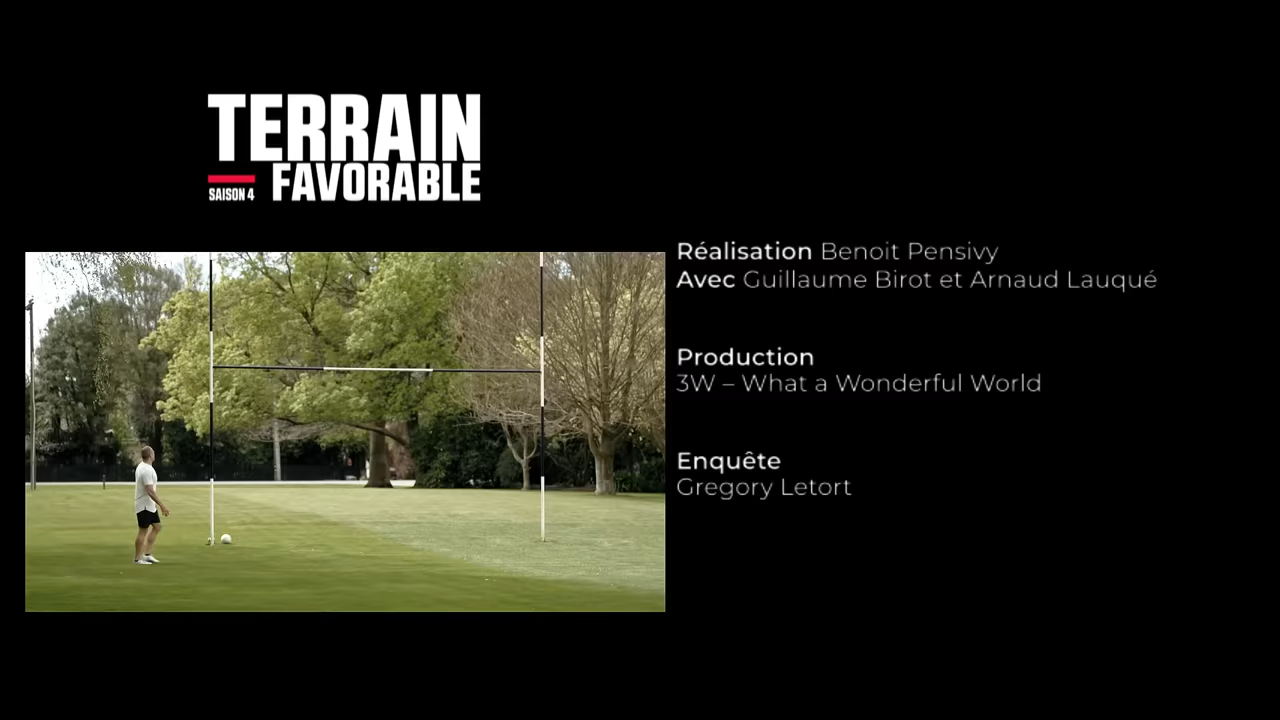 TERRAIN
SAISON 4 FAVORABLE
Réalisation Benoit Pensivy
Avec Guillaume Birot et Arnaud Lauqué
Production
3W – What a Wonderful World
Enquête
Gregory Letort